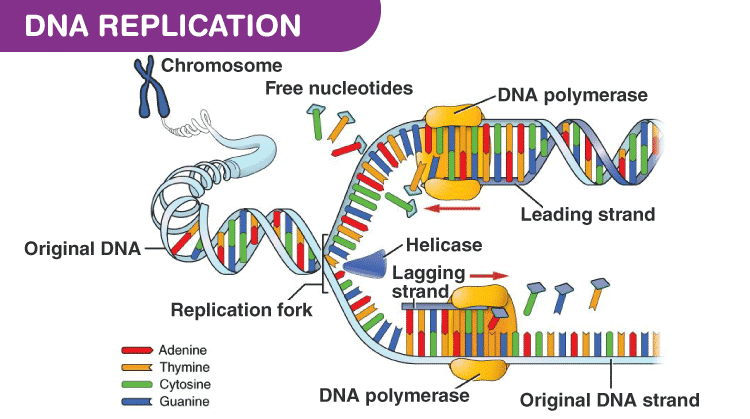 DNA REPLICATION
Chromosome
Free nucleotides
DNA polymerase
Leading strand
Original DNA
Helicase
Lagging
strand
Replication fork
Adenine
Thymine
Cytosine
Guanine
DNA polymerase
Original DNA strand